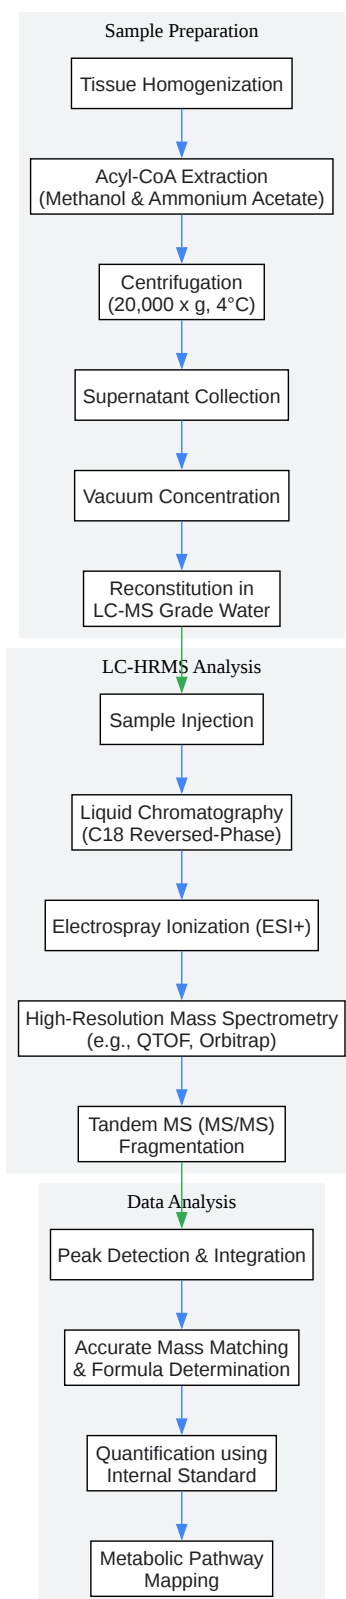 Sample Preparation
Tissue Homogenization
Acyl-CoA Extraction
(Methanol & Ammonium Acetate)
Centrifugation
(20,000 x g, 4°C)
Supernatant Collection
Vacuum Concentration
Reconstitution in
LC-MS Grade Water
LC-HRMS Analysis
Sample Injection
Liquid Chromatography
(C18 Reversed-Phase)
Electrospray Ionization (ESI+)
High-Resolution Mass Spectrometry
(e.g., QTOF, Orbitrap)
Tandem MS (MS/MS)
Fragmentation
Data Analysis
Peak Detection & Integration
Accurate Mass Matching
& Formula Determination
Quantification using
Internal Standard
Metabolic Pathway
Mapping